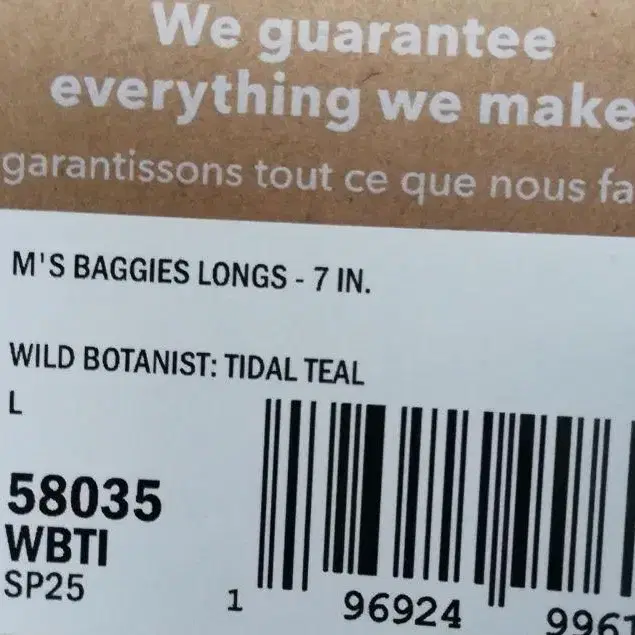 We guarantee
everything we make
garantissons tout ce que nous fa
M'S BAGGIES LONGS - 7 IN.
WILD BOTANIST: TIDAL TEAL
L
58035
WBTI
SP25
1 96924 9961